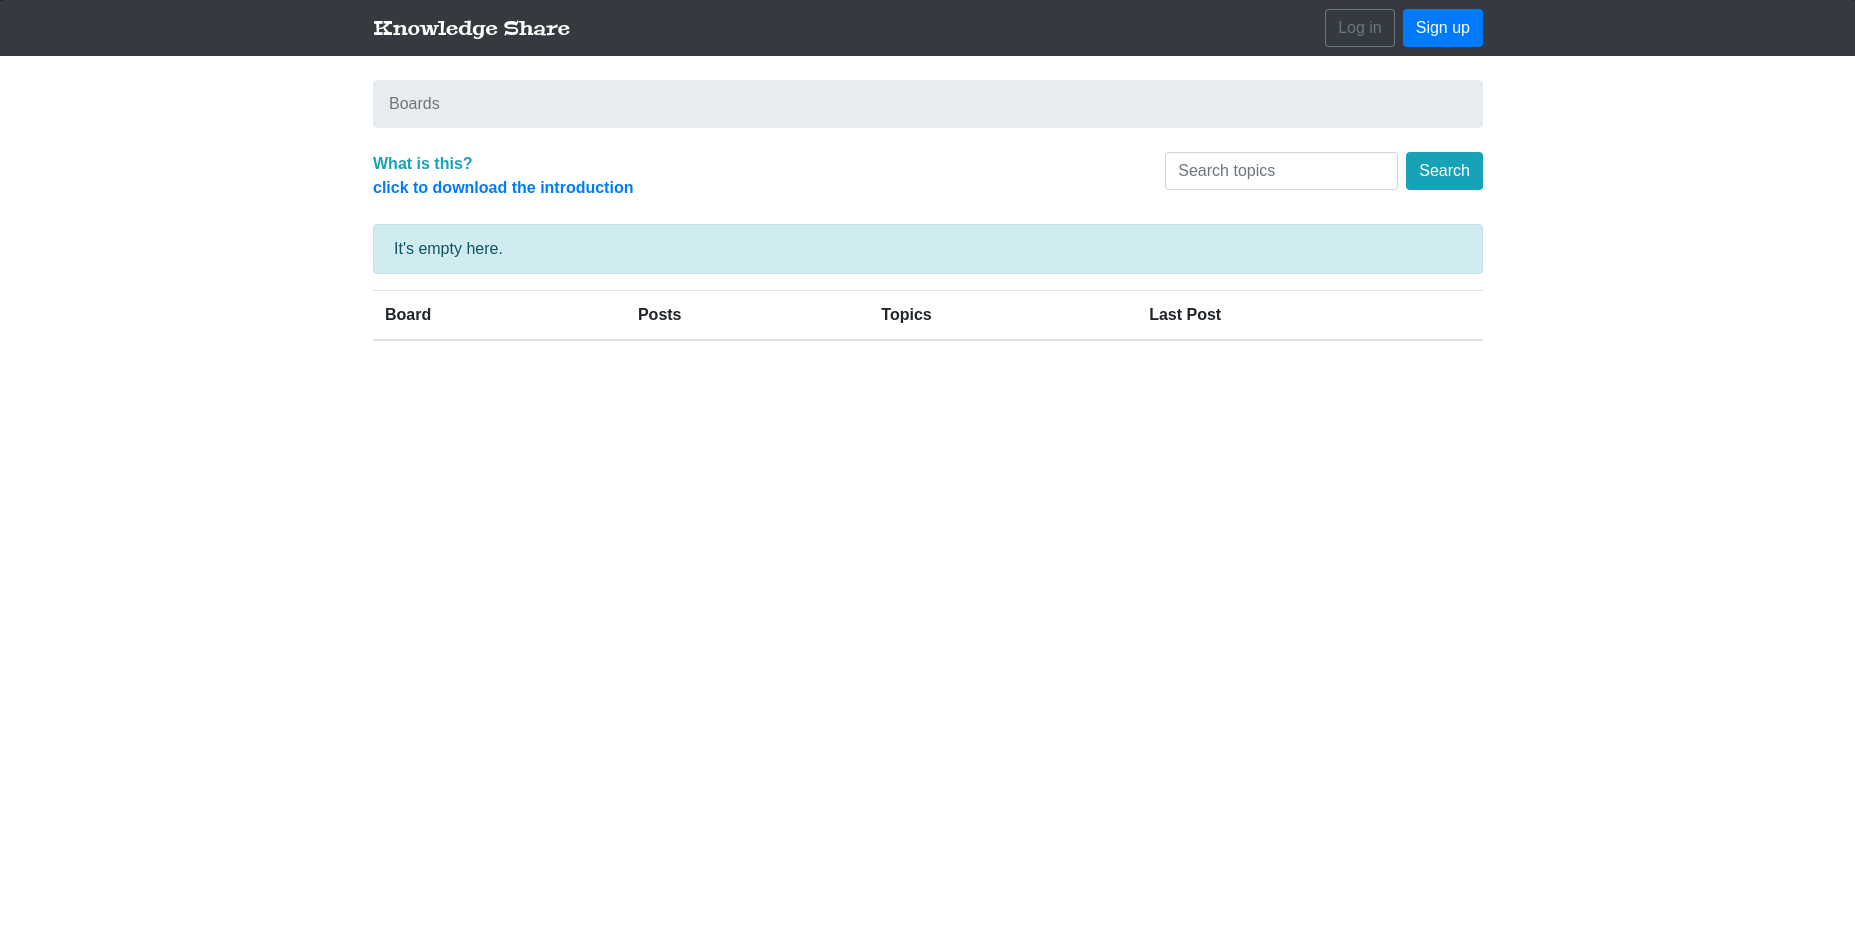 Knowledge Share
Log in
Sign up
Boards
What is this?
click to download the introduction
Search topics
Search
It's empty here.
Board Posts Topics Last Post